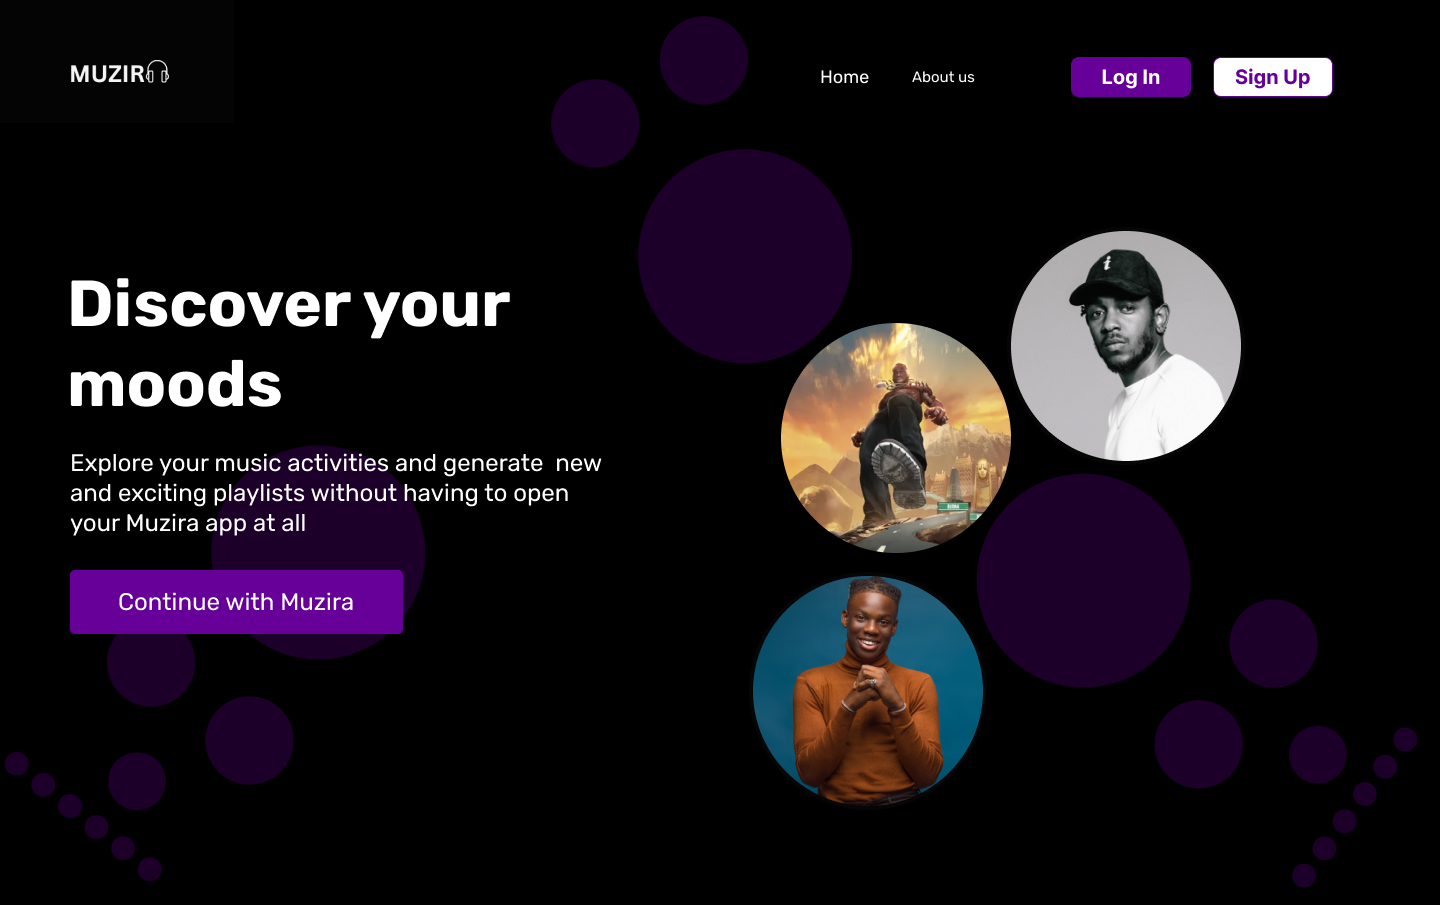 MUZIR
Home
About us
Log In
Sign Up
Discover your
moods
Explore your music activities and generate new
and exciting playlists without having to open
your Muzira app at all
Continue with Muzira